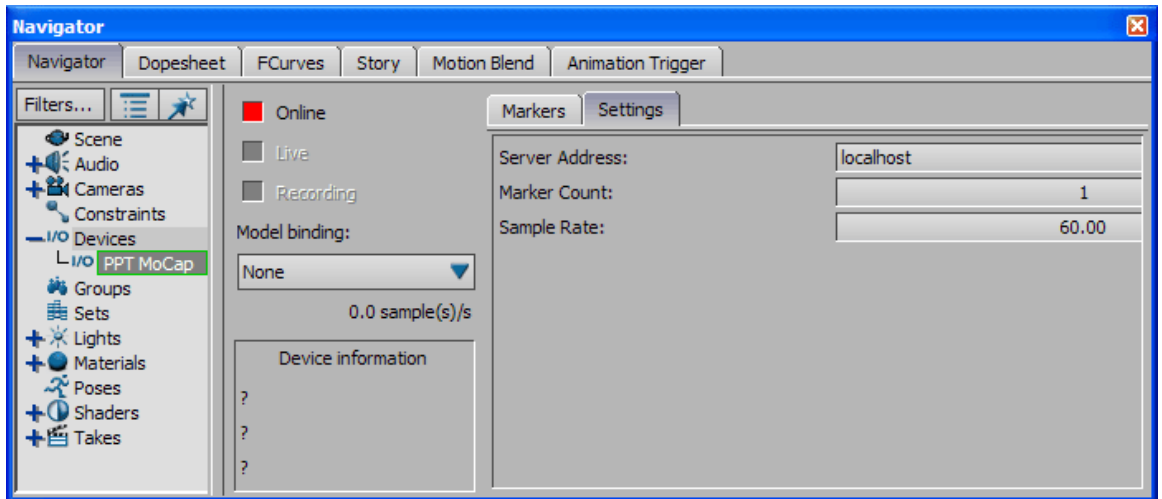 Navigator
Navigator Dopesheet FCurves Story Motion Blend Animation Trigger
Filters...
Scene
Audio
Cameras
Constraints
I/O Devices
I/O PPT MoCap
Groups
Sets
Lights
Materials
Poses
Shaders
Takes
Online
Live
Recording
Model binding:
None
0.0 sample(s)/s
Device information
?
?
?
Markers Settings
Server Address: localhost
Marker Count: 1
Sample Rate: 60.00